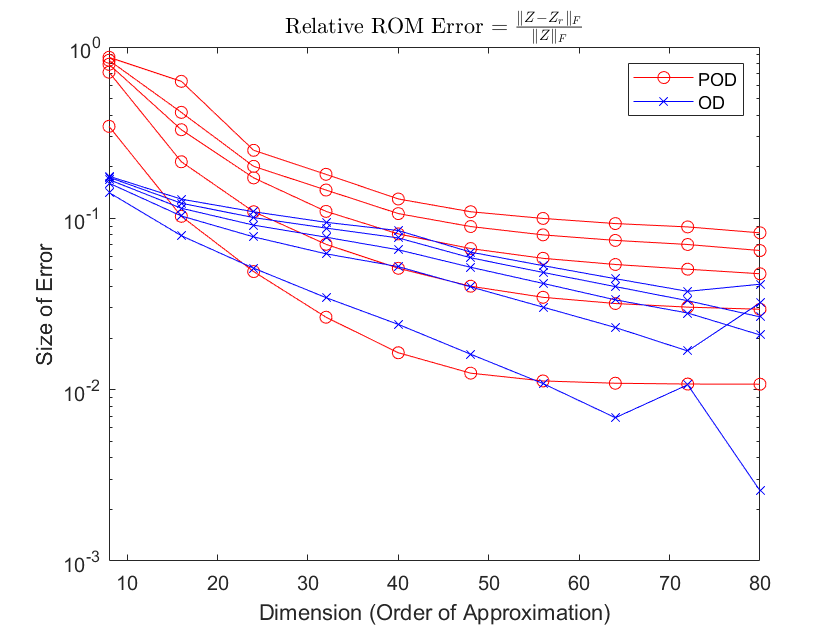 Relative ROM Error = \frac{\|Z-Z_r\|_F}{\|Z\|_F}
10^0
POD
OD
10^{-1}
Size of Error
10^{-2}
10^{-3}
10 20 30 40 50 60 70 80
Dimension (Order of Approximation)